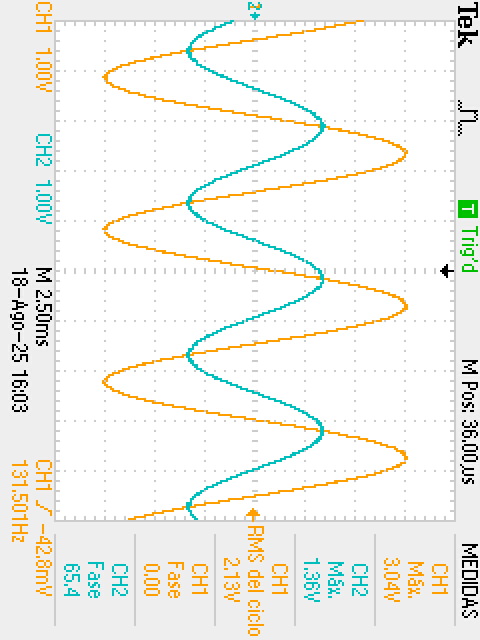 Tek
T Trig'd
M Pos: 36.00µs
MEDIDAS
CH1
Máx.
3.04V
CH2
Máx.
1.36V
CH1
RMS del ciclo
2.13V
CH1
Fase
0.00
CH2
Fase
65.4
2
CH1 1.00V
CH2 1.00V
M 2.50ms
CH1 / -42.8mV
18-Ago-25 16:03
131.501Hz